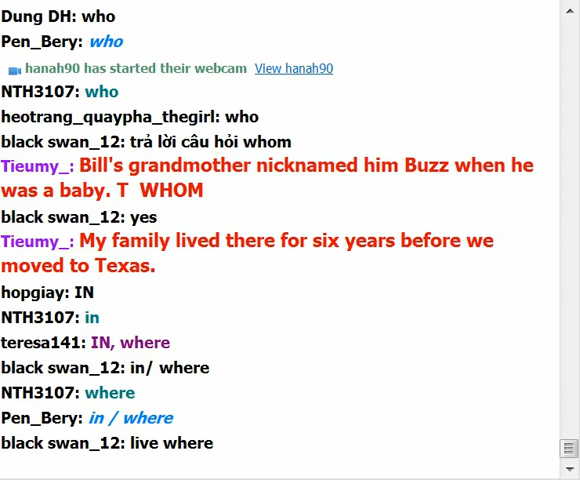 Dung DH: who
Pen_Bery: who
hanah90 has started their webcam View hanah90
NTH3107: who
heotrang_quaypha_thegirl: who
black swan_12: trả lời câu hỏi whom
Tieumy_: Bill's grandmother nicknamed him Buzz when he
was a baby. T WHOM
black swan_12: yes
Tieumy_: My family lived there for six years before we
moved to Texas.
hopgiay: IN
NTH3107: in
teresa141: IN, where
black swan_12: in/ where
NTH3107: where
Pen_Bery: in / where
black swan_12: live where